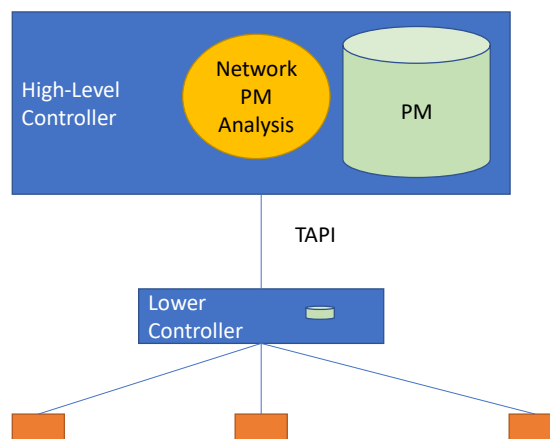 High-Level
Controller
Network
PM
Analysis
PM
TAPI
Lower
Controller